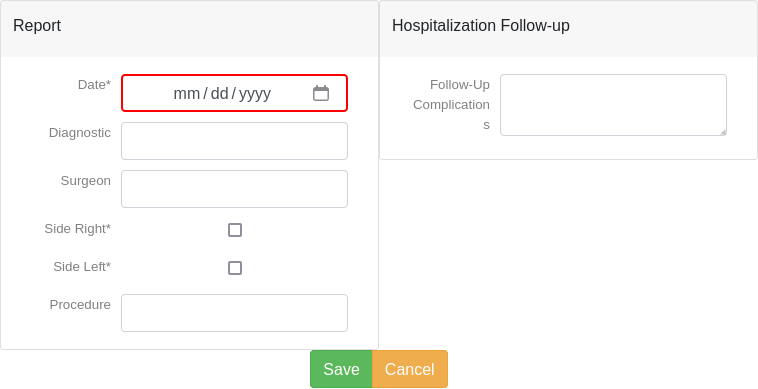 Report
Date*
mm/dd/yyyy
Diagnostic
Surgeon
Side Right*
Side Left*
Procedure
Hospitalization Follow-up
Follow-Up
Complication
s
Save
Cancel